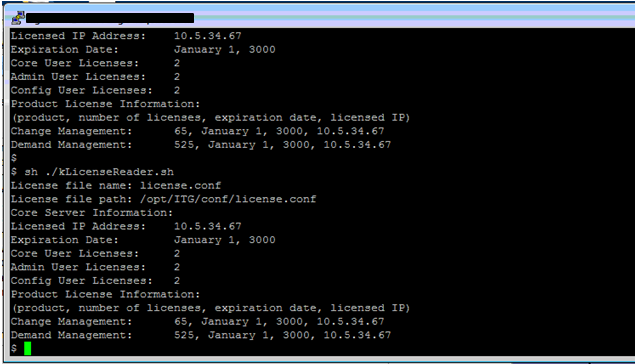 Licensed IP Address:    10.5.34.67
Expiration Date:        January 1, 3000
Core User Licenses:     2
Admin User Licenses:    2
Config User Licenses:   2
Product License Information:
(product, number of licenses, expiration date, licensed IP)
Change Management:      65, January 1, 3000, 10.5.34.67
Demand Management:      525, January 1, 3000, 10.5.34.67
$
$ sh ./kLicenseReader.sh
License file name: license.conf
License file path: /opt/ITG/conf/license.conf
Core Server Information:
Licensed IP Address:    10.5.34.67
Expiration Date:        January 1, 3000
Core User Licenses:     2
Admin User Licenses:    2
Config User Licenses:   2
Product License Information:
(product, number of licenses, expiration date, licensed IP)
Change Management:      65, January 1, 3000, 10.5.34.67
Demand Management:      525, January 1, 3000, 10.5.34.67
$